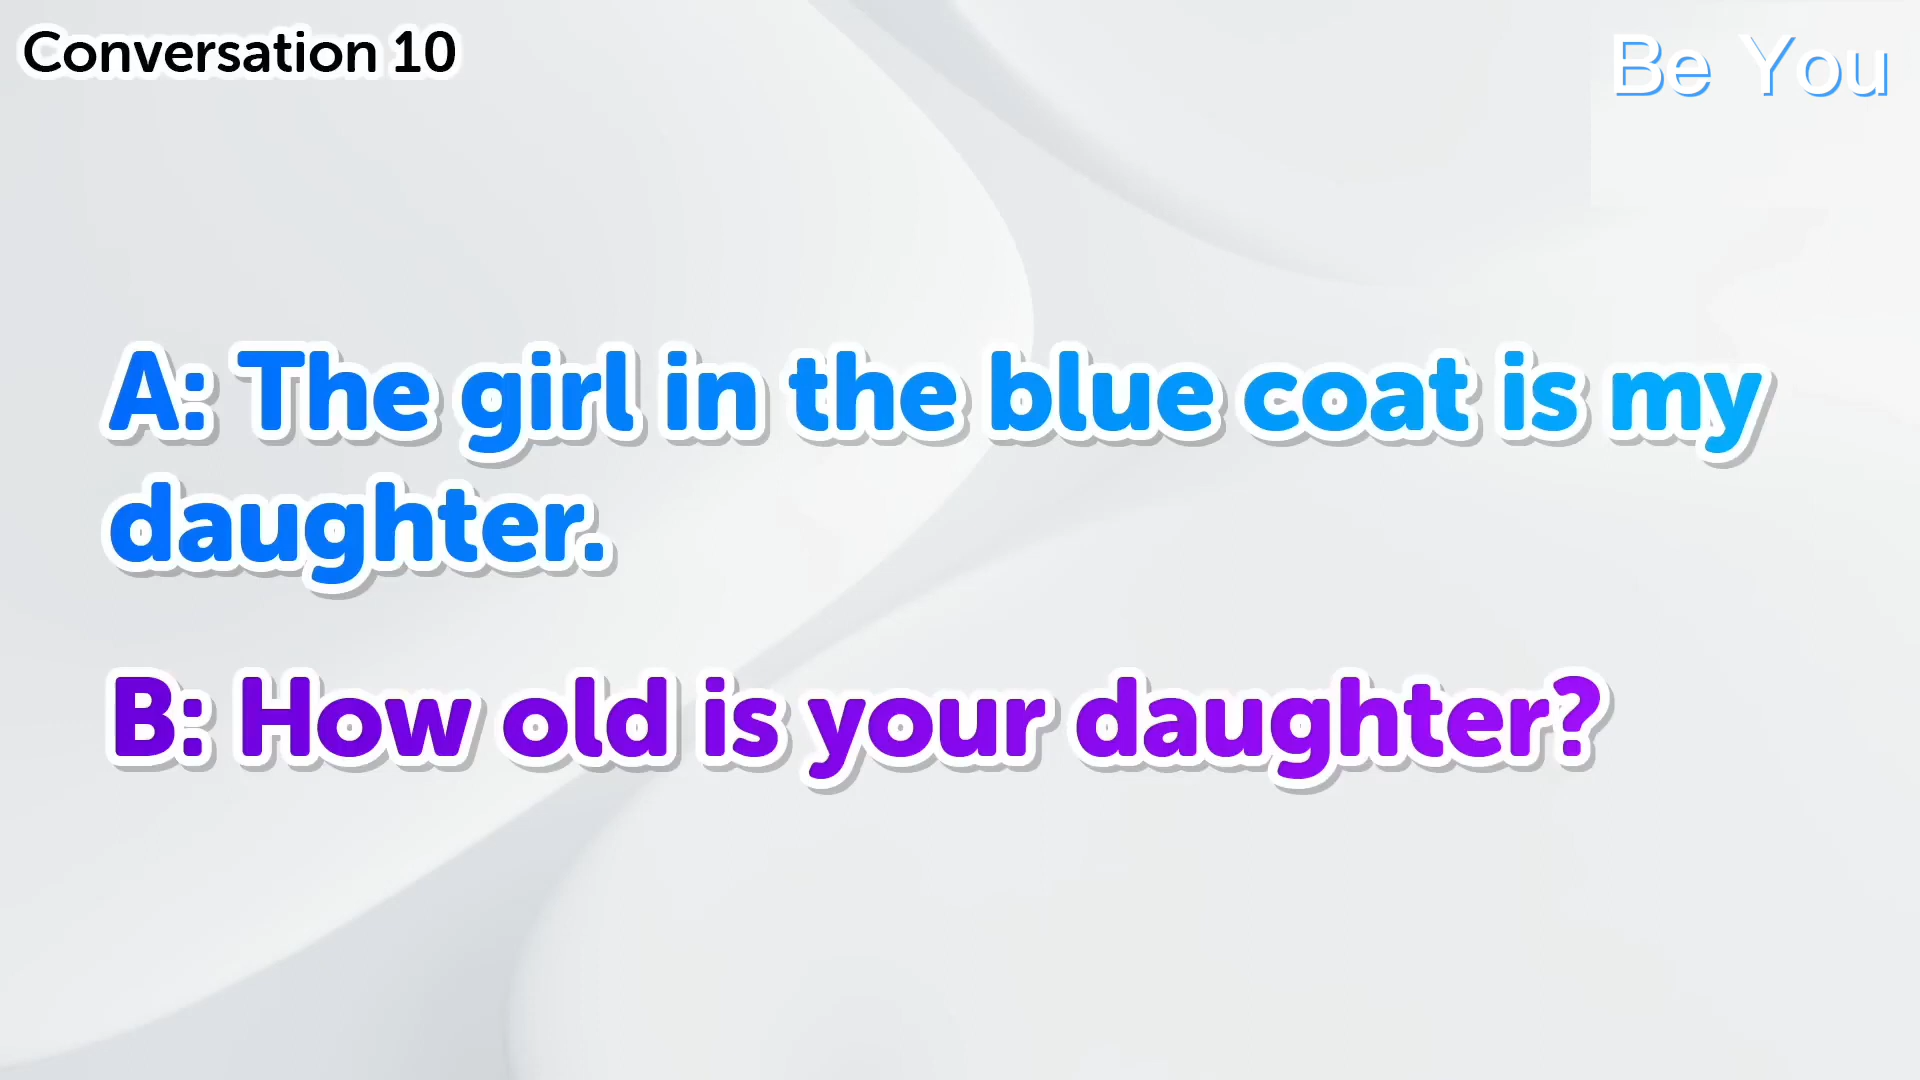 Conversation 10
Be You
A: The girl in the blue coat is my
daughter.
B: How old is your daughter?